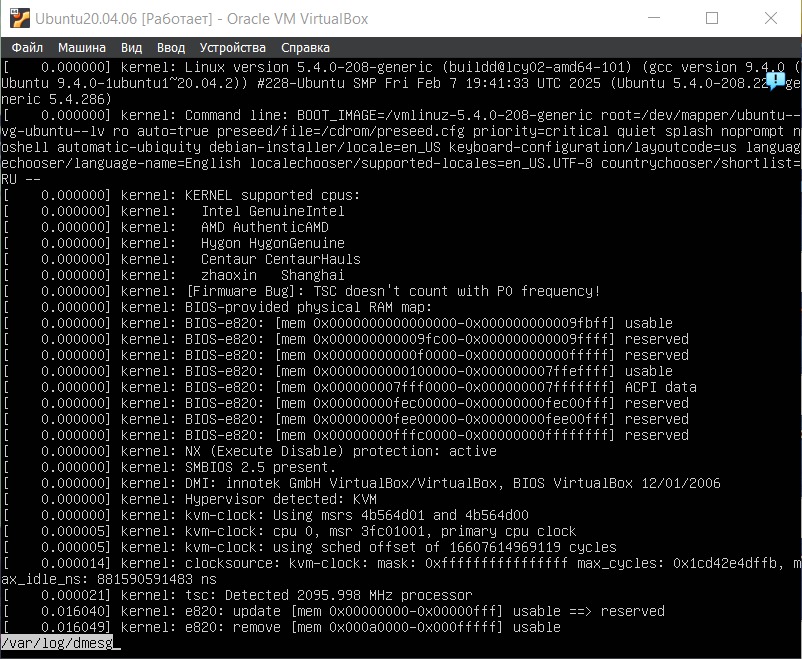 Ubuntu20.04.06 [Работает] - Oracle VM VirtualBox
Файл Машина Вид Ввод Устройства Справка
[    0.000000] kernel: Linux version 5.4.0-208-generic (buildd@lcy02-amd64-101) (gcc version 9.4.0 (
Ubuntu 9.4.0-1ubuntu1~20.04.2)) #228-Ubuntu SMP Fri Feb 7 19:41:33 UTC 2025 (Ubuntu 5.4.0-208.22 ge
neric 5.4.286)
[    0.000000] kernel: Command line: BOOT_IMAGE=/vmlinuz-5.4.0-208-generic root=/dev/mapper/ubuntu--
vg-ubuntu--lv ro auto=true preseed/file=/cdrom/preseed.cfg priority=critical quiet splash noprompt n
oshell automatic-ubiquity debian-installer/locale=en_US keyboard-configuration/layoutcode=us languag
echooser/language-name=English localechooser/supported-locales=en_US.UTF-8 countrychooser/shortlist=
RU --
[    0.000000] kernel: KERNEL supported cpus:
[    0.000000] kernel:   Intel GenuineIntel
[    0.000000] kernel:   AMD AuthenticAMD
[    0.000000] kernel:   Hygon HygonGenuine
[    0.000000] kernel:   Centaur CentaurHauls
[    0.000000] kernel:   zhaoxin   Shanghai
[    0.000000] kernel: [Firmware Bug]: TSC doesn't count with P0 frequency!
[    0.000000] kernel: BIOS-provided physical RAM map:
[    0.000000] kernel: BIOS-e820: [mem 0x0000000000000000-0x000000000009fbff] usable
[    0.000000] kernel: BIOS-e820: [mem 0x000000000009fc00-0x000000000009ffff] reserved
[    0.000000] kernel: BIOS-e820: [mem 0x00000000000f0000-0x00000000000fffff] reserved
[    0.000000] kernel: BIOS-e820: [mem 0x0000000000100000-0x000000007ffeffff] usable
[    0.000000] kernel: BIOS-e820: [mem 0x000000007fff0000-0x000000007fffffff] ACPI data
[    0.000000] kernel: BIOS-e820: [mem 0x00000000fec00000-0x00000000fec00fff] reserved
[    0.000000] kernel: BIOS-e820: [mem 0x00000000fee00000-0x00000000fee00fff] reserved
[    0.000000] kernel: BIOS-e820: [mem 0x00000000fffc0000-0x00000000ffffffff] reserved
[    0.000000] kernel: NX (Execute Disable) protection: active
[    0.000000] kernel: SMBIOS 2.5 present.
[    0.000000] kernel: DMI: innotek GmbH VirtualBox/VirtualBox, BIOS VirtualBox 12/01/2006
[    0.000000] kernel: Hypervisor detected: KVM
[    0.000000] kernel: kvm-clock: Using msrs 4b564d01 and 4b564d00
[    0.000005] kernel: kvm-clock: cpu 0, msr 3fc01001, primary cpu clock
[    0.000005] kernel: kvm-clock: using sched offset of 16607614969119 cycles
[    0.000014] kernel: clocksource: kvm-clock: mask: 0xffffffffffffffff max_cycles: 0x1cd42e4dffb, m
ax_idle_ns: 881590591483 ns
[    0.000021] kernel: tsc: Detected 2095.998 MHz processor
[    0.016040] kernel: e820: update [mem 0x00000000-0x00000fff] usable ==> reserved
[    0.016049] kernel: e820: remove [mem 0x000a0000-0x000fffff] usable
/var/log/dmesg